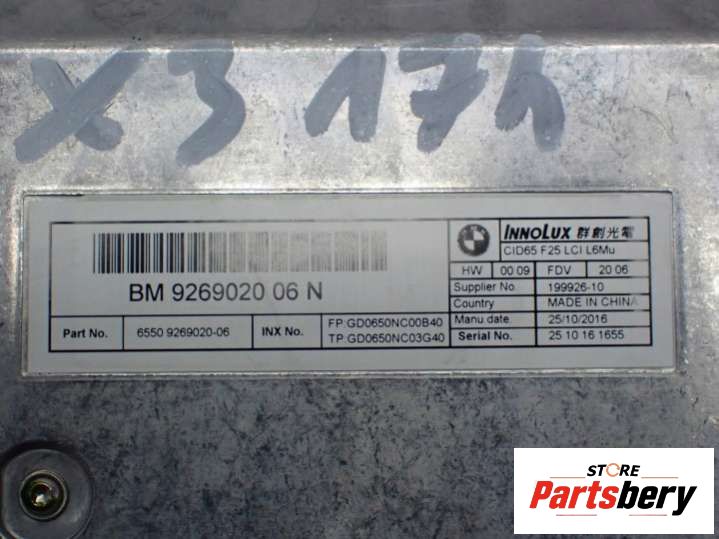 X3 17h
INNOLUX 群創光電
CID65 F25 LCI L6Mu
BM 9269020 06 N
HW 00 09 FDV 20 06
Supplier No. 199926-10
Country MADE IN CHINA
Manu date. 25/10/2016
Serial No. 25 10 16 1655
Part No. 6550 9269020-06 INX No. FP:GD0650NC00B40
TP:GD0650NC03G40
STORE
Partsbery